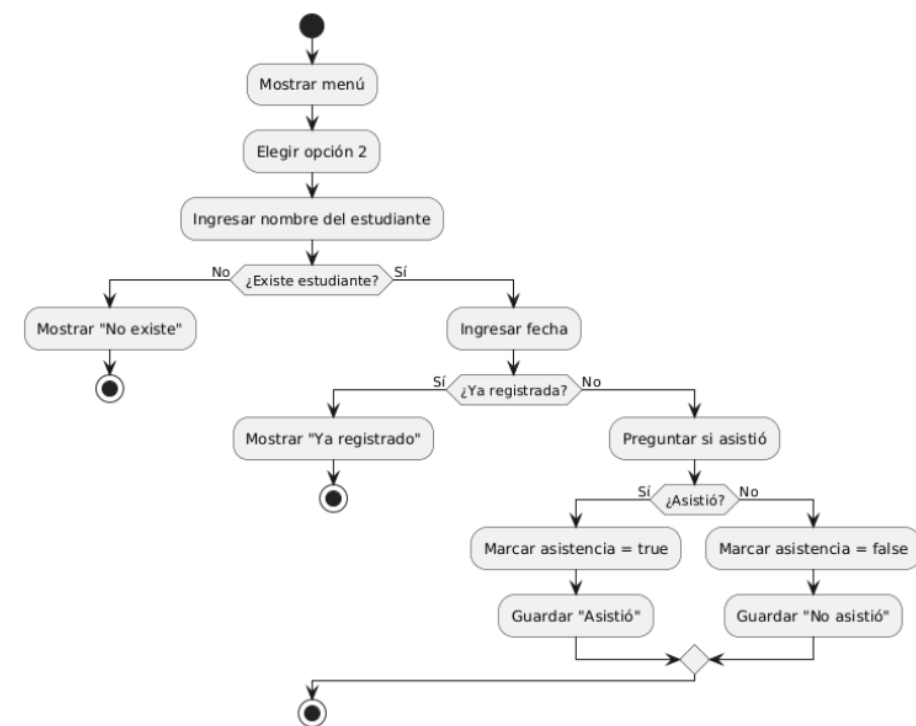 Mostrar menú
Elegir opción 2
Ingresar nombre del estudiante
No
¿Existe estudiante?
Sí
Mostrar "No existe"
Ingresar fecha
Sí
¿Ya registrada?
No
Mostrar "Ya registrado"
Preguntar si asistió
Sí
¿Asistió?
No
Marcar asistencia = true
Marcar asistencia = false
Guardar "Asistió"
Guardar "No asistió"